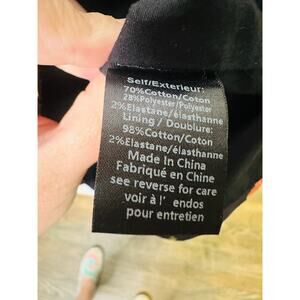 Self/Exterieur:
70%Cotton/Coton
28%Polyester/Polyester
2%Elastane/élasthanne
Lining / Doublure:
98%Cotton/Coton
2%Elastane/élasthanne
Made In China
Fabriqué en Chine
see reverse for care
voir à l' endos
pour entretien